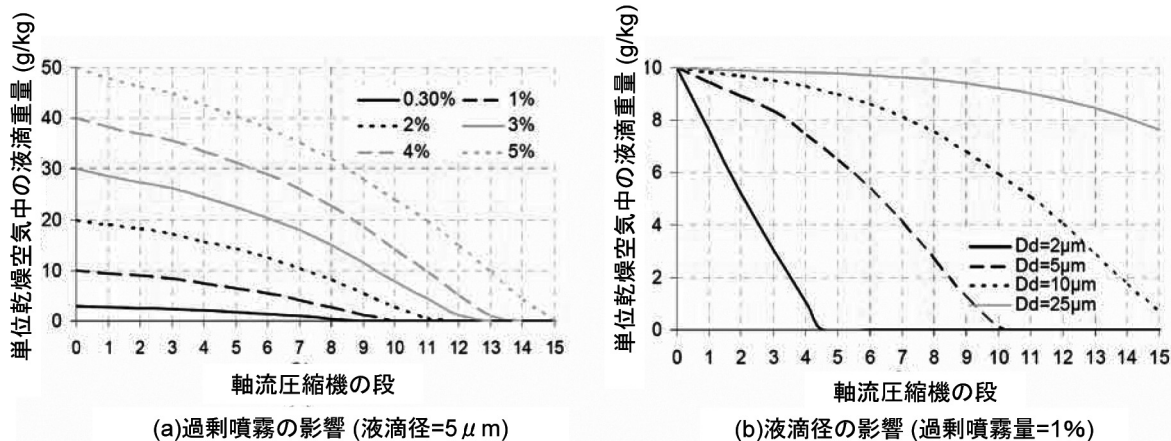 単位乾燥空気中の液滴重量 (g/kg)
50
40
30
20
10
0
0.30%
1%
2%
3%
4%
5%
0 1 2 3 4 5 6 7 8 9 10 11 12 13 14 15
軸流圧縮機の段
(a)過剰噴霧の影響 (液滴径=5μm)
単位乾燥空気中の液滴重量 (g/kg)
10
8
6
4
2
0
Dd=2μm
Dd=5μm
Dd=10μm
Dd=25μm
0 1 2 3 4 5 6 7 8 9 10 11 12 13 14 15
軸流圧縮機の段
(b)液滴径の影響 (過剰噴霧量=1%)